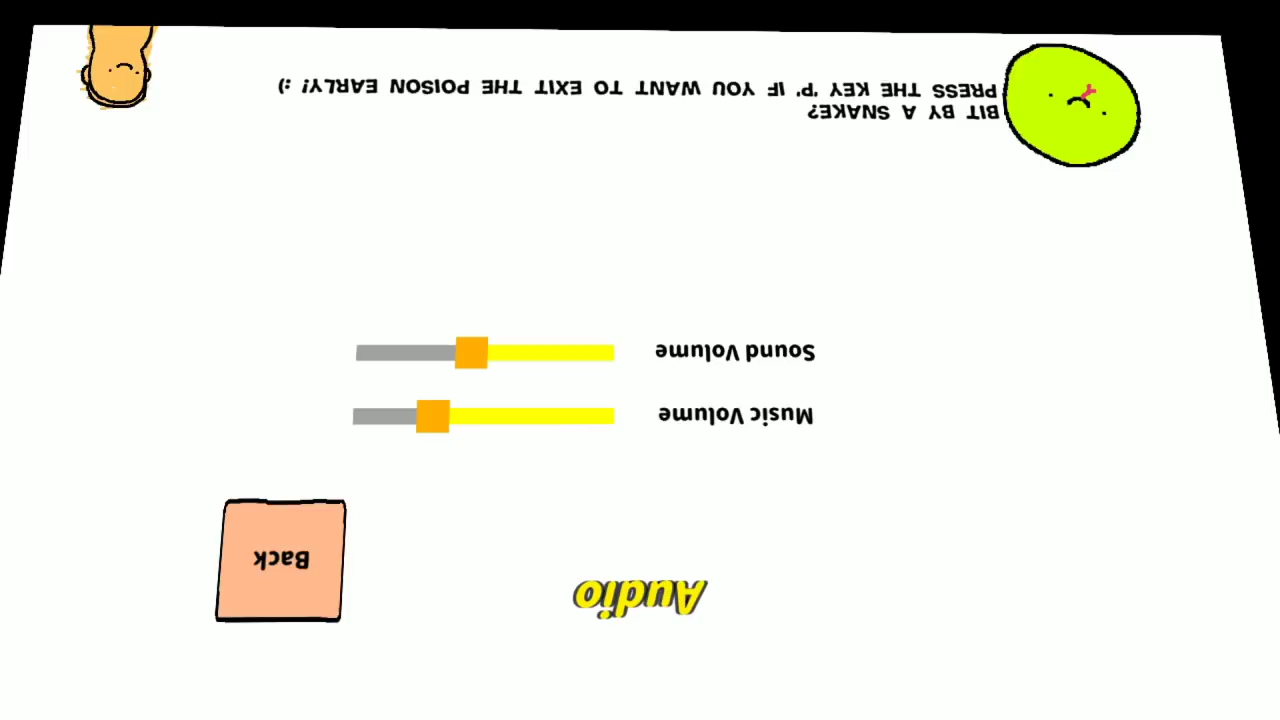 Audio
Back
Music Volume
Sound Volume
BIT BY A SNAKE?
PRESS THE KEY 'P' IF YOU WANT TO EXIT THE POISON EARLY! :)